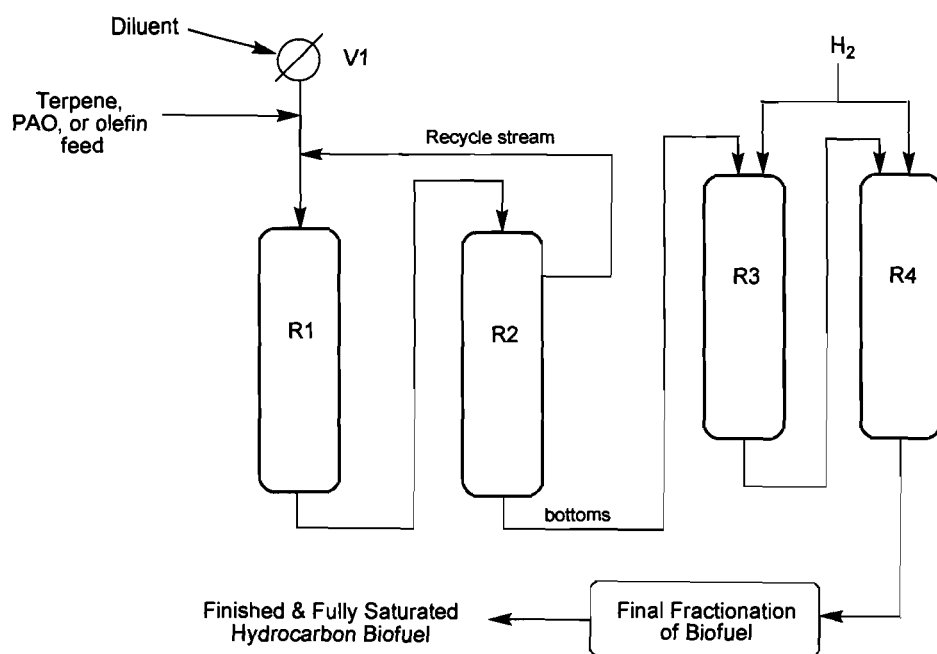 Diluent
V1
Terpene,
PAO, or olefin
feed
Recycle stream
H2
R1
R2
R3
R4
bottoms
Finished & Fully Saturated
Hydrocarbon Biofuel
Final Fractionation
of Biofuel